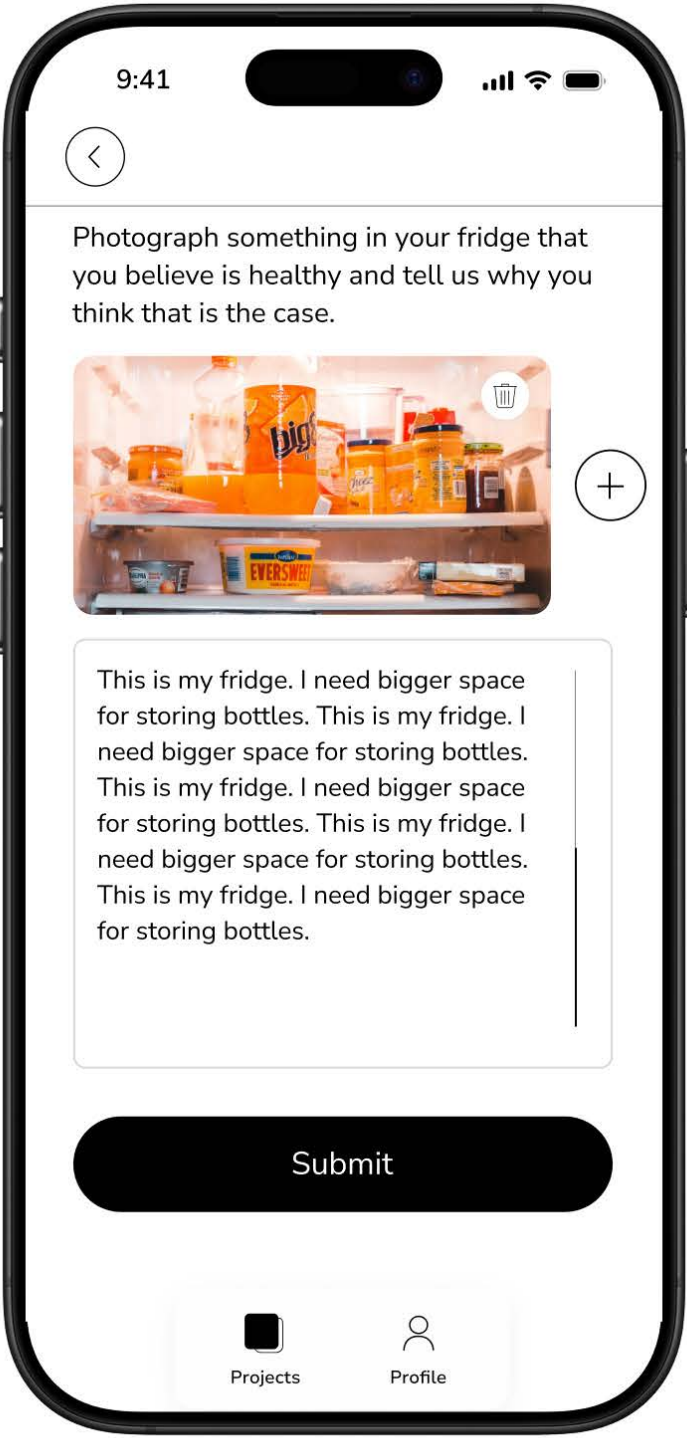 9:41
Photograph something in your fridge that
you believe is healthy and tell us why you
think that is the case.
big
EVERSWEET
This is my fridge. I need bigger space
for storing bottles. This is my fridge. I
need bigger space for storing bottles.
This is my fridge. I need bigger space
for storing bottles. This is my fridge. I
need bigger space for storing bottles.
This is my fridge. I need bigger space
for storing bottles.
Submit
Projects
Profile